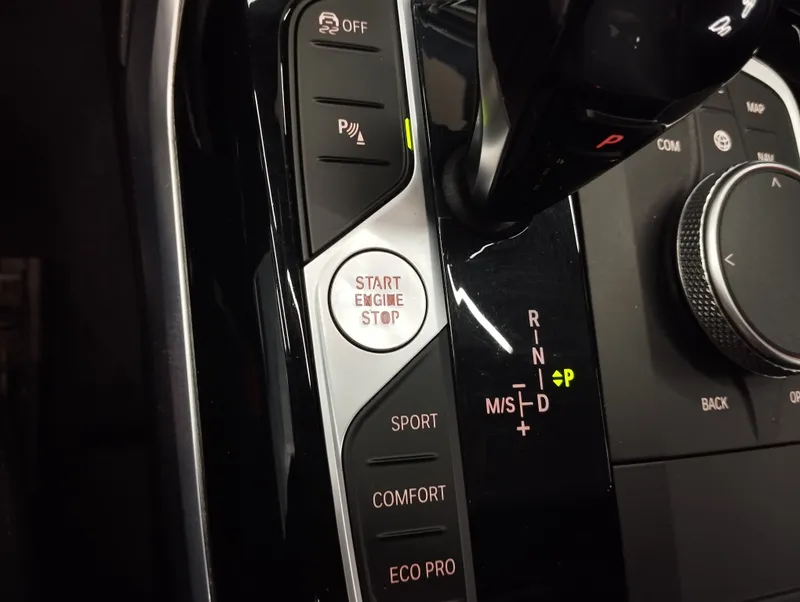 OFF
P
P
COM
MAP
NAV
START
ENGINE
STOP
R
N
P
M/S
D
-
+
BACK
SPORT
COMFORT
ECO PRO